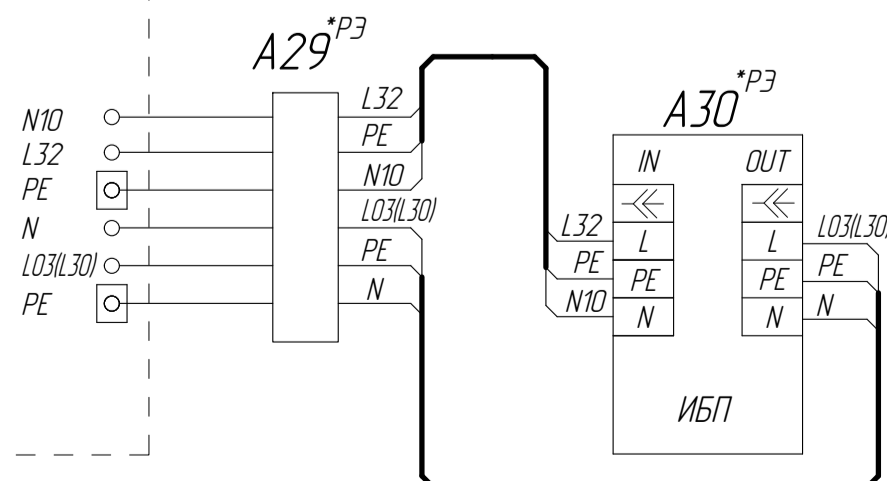 A29*РЭ
N10
L32
PE
N
L03(L30)
PE
L32
PE
N10
L03(L30)
PE
N
A30*РЭ
IN OUT
L32
PE
N10
L
PE
N
L
PE
N
L03(L30)
PE
N
ИБП